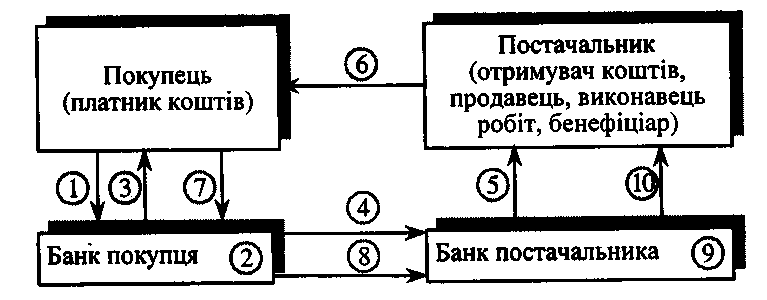 Покупець
(платник коштів)
6
Постачальник
(отримувач коштів,
продавець, виконавець
робіт, бенефіціар)
1
3
7
4
5
10
Банк покупця 2
8
Банк постачальника 9